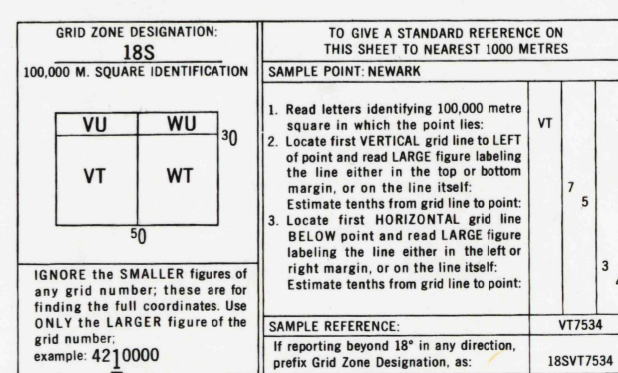 GRID ZONE DESIGNATION:
18S
100,000 M. SQUARE IDENTIFICATION
VU WU
30
VT WT
50
IGNORE the SMALLER figures of
any grid number; these are for
finding the full coordinates. Use
ONLY the LARGER figure of the
grid number;
example: 4210000
TO GIVE A STANDARD REFERENCE ON
THIS SHEET TO NEAREST 1000 METRES
SAMPLE POINT: NEWARK
1. Read letters identifying 100,000 metre
square in which the point lies: VT
2. Locate first VERTICAL grid line to LEFT
of point and read LARGE figure labeling
the line either in the top or bottom
margin, or on the line itself: 7
Estimate tenths from grid line to point: 5
3. Locate first HORIZONTAL grid line
BELOW point and read LARGE figure
labeling the line either in the left or
right margin, or on the line itself: 3
Estimate tenths from grid line to point:
SAMPLE REFERENCE: VT7534
If reporting beyond 18° in any direction,
prefix Grid Zone Designation, as: 18SVT7534